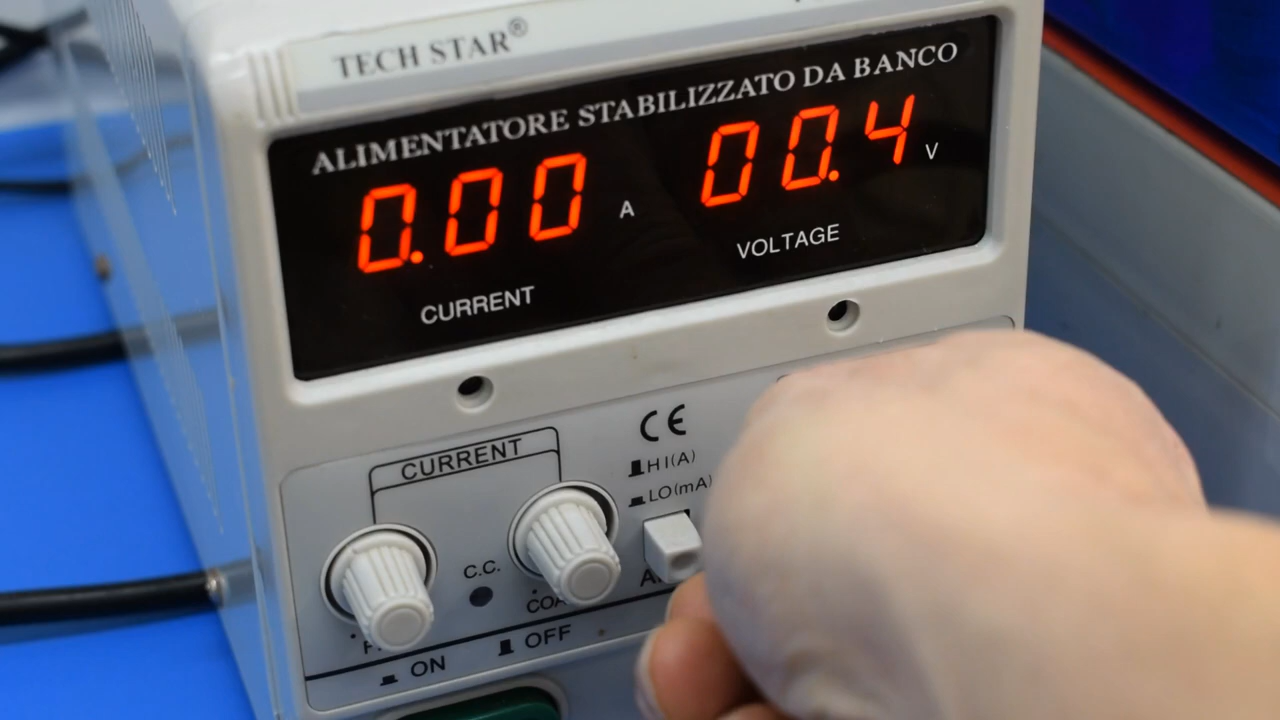 TECH STAR®
ALIMENTATORE STABILIZZATO DA BANCO
0.00 A
00.4 V
CURRENT
VOLTAGE
CE
CURRENT
HI(A)
LO(mA)
C.C.
ON
OFF